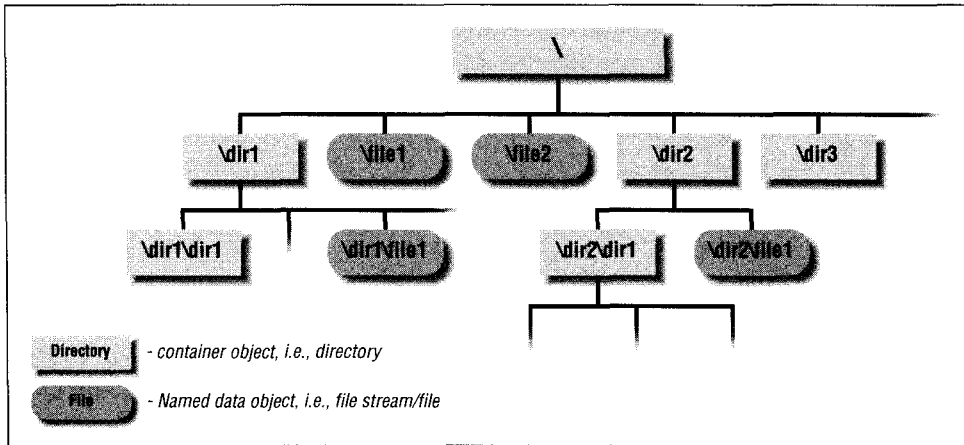 \
\dir1
\file1
\file2
\dir2
\dir3
\dir1\dir1
\dir1\file1
\dir2\dir1
\dir2\file1
Directory - container object, i.e., directory
File - Named data object, i.e., file stream/file